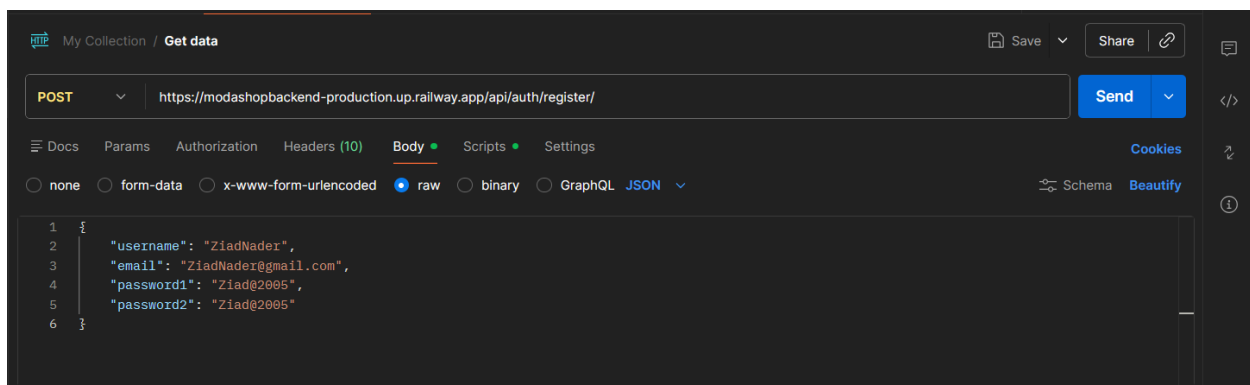 HTTP My Collection / Get data Save Share
POST https://modashopbackend-production.up.railway.app/api/auth/register/ Send
Docs Params Authorization Headers (10) Body Scripts Settings Cookies
none form-data x-www-form-urlencoded raw binary GraphQL JSON Schema Beautify
1 {
2 "username": "ZiadNader",
3 "email": "ZiadNader@gmail.com",
4 "password1": "Ziad@2005",
5 "password2": "Ziad@2005"
6 }